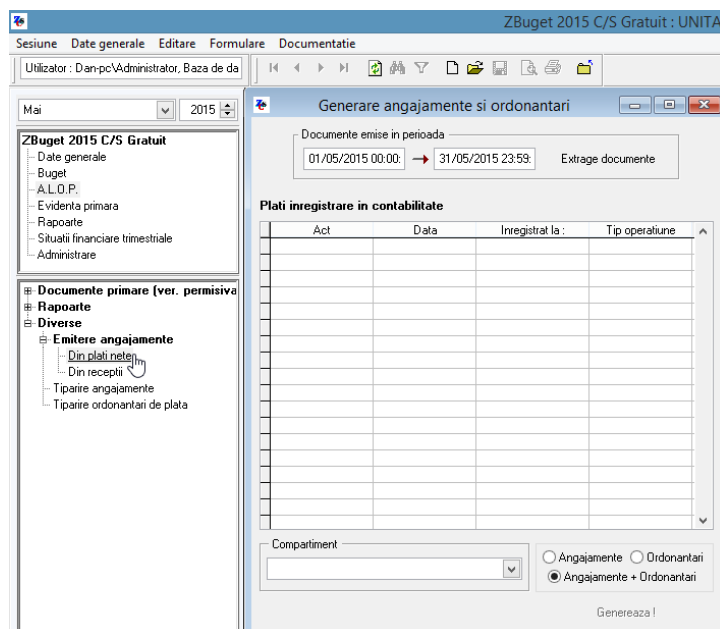 ZBuget 2015 C/S Gratuit : UNITA
Sesiune Date generale Editare Formulare Documentatie
Utilizator : Dan-pc\Administrator, Baza de da
Mai 2015
ZBuget 2015 C/S Gratuit
Date generale
Buget
A.L.O.P.
Evidenta primara
Rapoarte
Situatii financiare trimestriale
Administrare
Documente primare (ver. permisiva
Rapoarte
Diverse
Emitere angajamente
Din plati nete
Din receptii
Tiparire angajamente
Tiparire ordonantari de plata
Generare angajamente si ordonantari
Documente emise in perioada
01/05/2015 00:00: 31/05/2015 23:59: Extrage documente
Plati inregistrare in contabilitate
Act Data Inregistrat la : Tip operatiune
Compartiment
Angajamente Ordonantari
Angajamente + Ordonantari
Genereaza !